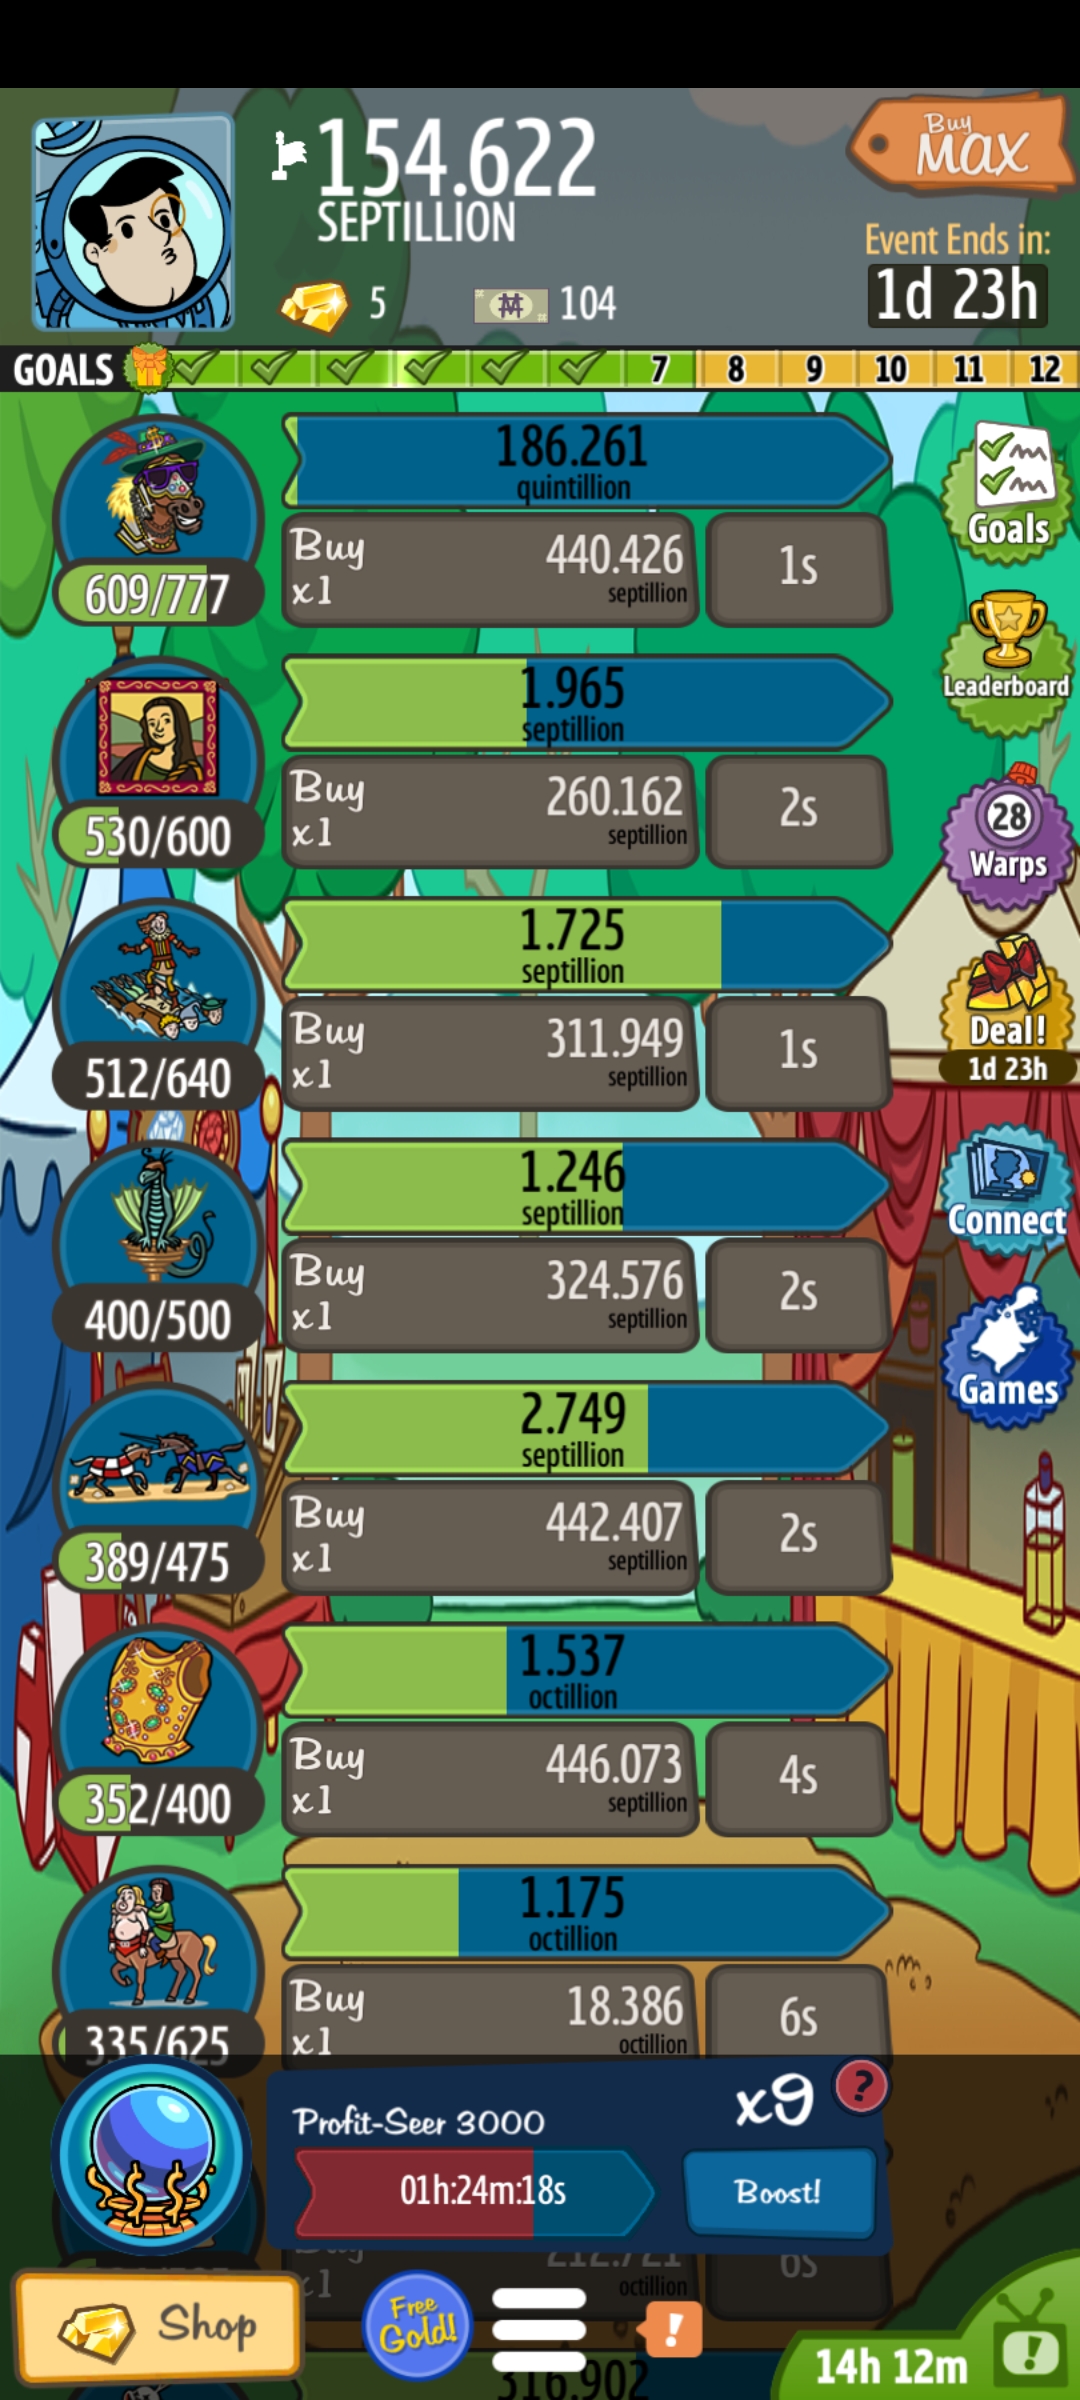 154.622
SEPTILLION
Buy
MAX
Event Ends in:
1d 23h
5
104
GOALS
7
8
9
10
11
12
186.261
quintillion
609/777
Buy
x1
440.426
septillion
1s
Goals
1.965
septillion
530/600
Buy
x1
260.162
septillion
2s
Leaderboard
28
Warps
1.725
septillion
512/640
Buy
x1
311.949
septillion
1s
Deal!
1d 23h
1.246
septillion
400/500
Buy
x1
324.576
septillion
2s
Connect
Games
2.749
septillion
389/475
Buy
x1
442.407
septillion
2s
1.537
octillion
352/400
Buy
x1
446.073
septillion
4s
1.175
octillion
335/625
Buy
x1
18.386
octillion
6s
Profit-Seer 3000
x9
?
01h:24m:18s
Boost!
Buy
x1
212.721
octillion
6s
Shop
Free
Gold!
!
316.902
14h 12m
!